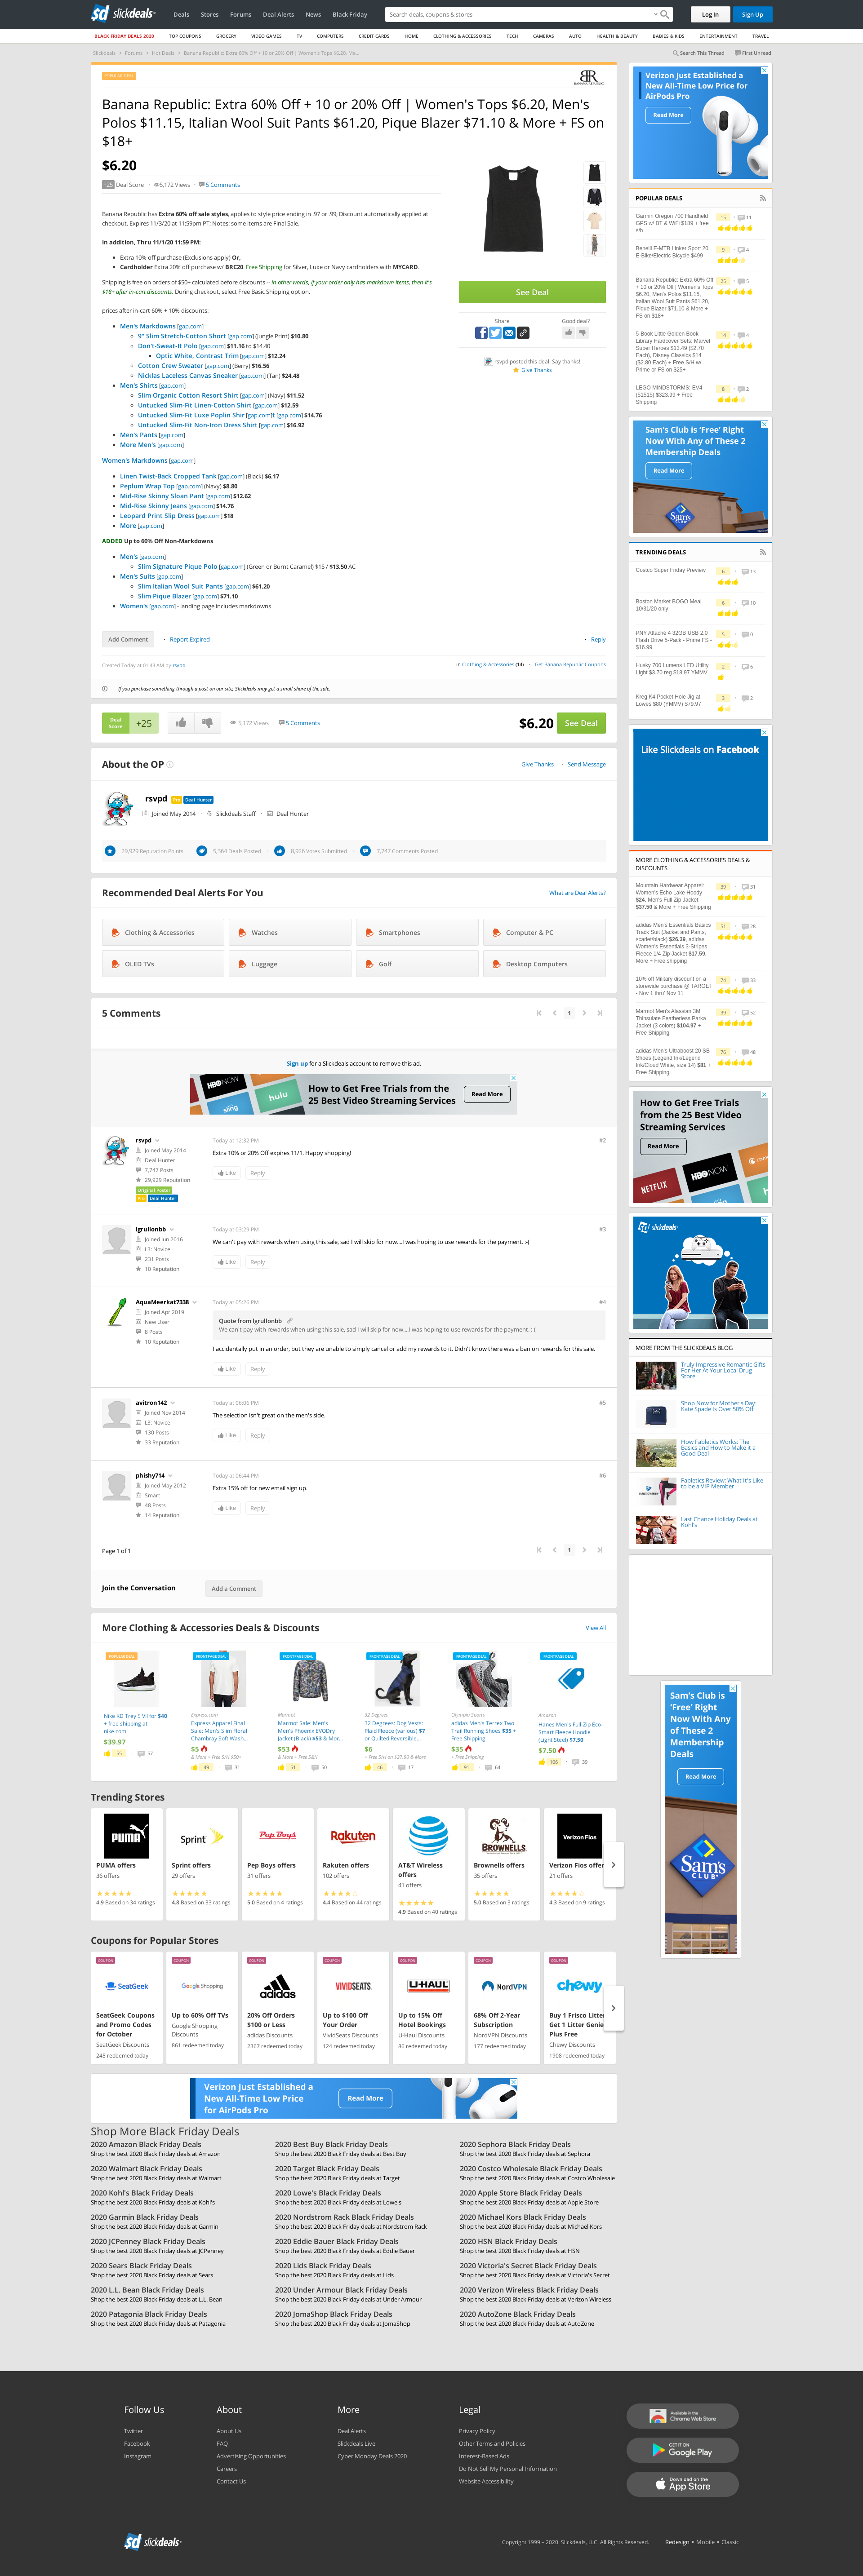 slickdeals
Deals Stores Forums Deal Alerts News Black Friday
Search deals, coupons & stores
Log In Sign Up
BLACK FRIDAY DEALS 2020 TOP COUPONS GROCERY VIDEO GAMES TV COMPUTERS CREDIT CARDS HOME CLOTHING & ACCESSORIES TECH CAMERAS AUTO HEALTH & BEAUTY BABIES & KIDS ENTERTAINMENT TRAVEL
Slickdeals Forums Hot Deals Banana Republic: Extra 60% Off + 10 or 20% Off | Women's Tops $6.20, Me...
Search This Thread First Unread
POPULAR DEAL
BR
Banana Republic: Extra 60% Off + 10 or 20% Off | Women's Tops $6.20, Men's
Polos $11.15, Italian Wool Suit Pants $61.20, Pique Blazer $71.10 & More + FS on
$18+
$6.20
+25 Deal Score 5,172 Views 5 Comments
Banana Republic has Extra 60% off sale styles, applies to style price ending in .97 or .99; Discount automatically applied at
checkout. Expires 11/3/20 at 11:59pm PT; Notes: some items are Final Sale.
In addition, Thru 11/1/20 11:59 PM:
Extra 10% off purchase (Exclusions apply) Or,
Cardholder Extra 20% off purchase w/ BRC20. Free Shipping for Silver, Luxe or Navy cardholders with MYCARD.
Shipping is free on orders of $50+ calculated before discounts -- in other words, if your order only has markdown items, then it's
$18+ after in-cart discounts. During checkout, select Free Basic Shipping option.
prices after in-cart 60% + 10% discounts:
Men's Markdowns [gap.com]
9" Slim Stretch-Cotton Short [gap.com] (Jungle Print) $10.80
Don't-Sweat-It Polo [gap.com] $11.16 to $14.40
Optic White, Contrast Trim [gap.com] $12.24
Cotton Crew Sweater [gap.com] (Berry) $16.56
Nicklas Laceless Canvas Sneaker [gap.com] (Tan) $24.48
Men's Shirts [gap.com]
Slim Organic Cotton Resort Shirt [gap.com] (Navy) $11.52
Untucked Slim-Fit Linen-Cotton Shirt [gap.com] $12.59
Untucked Slim-Fit Luxe Poplin Shir [gap.com]t [gap.com] $14.76
Untucked Slim-Fit Non-Iron Dress Shirt [gap.com] $16.92
Men's Pants [gap.com]
More Men's [gap.com]
Women's Markdowns [gap.com]
Linen Twist-Back Cropped Tank [gap.com] (Black) $6.17
Peplum Wrap Top [gap.com] (Navy) $8.80
Mid-Rise Skinny Sloan Pant [gap.com] $12.62
Mid-Rise Skinny Jeans [gap.com] $14.76
Leopard Print Slip Dress [gap.com] $18
More [gap.com]
ADDED Up to 60% Off Non-Markdowns
Men's [gap.com]
Slim Signature Pique Polo [gap.com] (Green or Burnt Caramel) $15 / $13.50 AC
Men's Suits [gap.com]
Slim Italian Wool Suit Pants [gap.com] $61.20
Slim Pique Blazer [gap.com] $71.10
Women's [gap.com] - landing page includes markdowns
See Deal
Share Good deal?
rsvpd posted this deal. Say thanks!
Give Thanks
Add Comment Report Expired Reply
Created Today at 01:43 AM by rsvpd in Clothing & Accessories (14) Get Banana Republic Coupons
If you purchase something through a post on our site, Slickdeals may get a small share of the sale.
Deal Score +25 5,172 Views 5 Comments $6.20 See Deal
About the OP Give Thanks Send Message
rsvpd Pro Deal Hunter
Joined May 2014 Slickdeals Staff Deal Hunter
29,929 Reputation Points 5,364 Deals Posted 8,926 Votes Submitted 7,747 Comments Posted
Recommended Deal Alerts For You What are Deal Alerts?
Clothing & Accessories Watches Smartphones Computer & PC
OLED TVs Luggage Golf Desktop Computers
5 Comments 1
Sign up for a Slickdeals account to remove this ad.
HBO NOW sling hulu
How to Get Free Trials from the
25 Best Video Streaming Services
Read More
rsvpd Today at 12:32 PM #2
Joined May 2014
Deal Hunter
7,747 Posts
29,929 Reputation
Original Poster
Pro Deal Hunter
Extra 10% or 20% Off expires 11/1. Happy shopping!
Like Reply
lgrullonbb Today at 03:29 PM #3
Joined Jun 2016
L3: Novice
231 Posts
10 Reputation
We can't pay with rewards when using this sale, sad I will skip for now....I was hoping to use rewards for the payment. :-(
Like Reply
AquaMeerkat7338 Today at 05:26 PM #4
Joined Apr 2019
New User
8 Posts
10 Reputation
Quote from lgrullonbb
We can't pay with rewards when using this sale, sad I will skip for now....I was hoping to use rewards for the payment. :-(
I accidentally put in an order, but they are unable to simply cancel or add my rewards to it. Didn't know there was a ban on rewards for this sale.
Like Reply
avitron142 Today at 06:06 PM #5
Joined Nov 2014
L3: Novice
130 Posts
33 Reputation
The selection isn't great on the men's side.
Like Reply
phishy714 Today at 06:44 PM #6
Joined May 2012
Smart
48 Posts
14 Reputation
Extra 15% off for new email sign up.
Like Reply
Page 1 of 1 1
Join the Conversation Add a Comment
More Clothing & Accessories Deals & Discounts View All
POPULAR DEAL
Nike KD Trey 5 VII for $40
+ free shipping at
nike.com
$39.97
55 57
FRONTPAGE DEAL
Express.com
Express Apparel Final
Sale: Men's Slim Floral
Chambray Soft Wash...
$5
& More + Free S/H $50+
49 31
FRONTPAGE DEAL
Marmot
Marmot Sale: Men's
Men's Phoenix EVODry
Jacket (Black) $53 & Mor...
$53
& More + Free S&H
51 50
FRONTPAGE DEAL
32 Degrees
32 Degrees: Dog Vests:
Plaid Fleece (various) $7
or Quilted Reversible...
$6
+ Free S/H on $21.90 & More
46 17
FRONTPAGE DEAL
Olympia Sports
adidas Men's Terrex Two
Trail Running Shoes $35 +
Free Shipping
$35
+ Free Shipping
91 64
FRONTPAGE DEAL
Amazon
Hanes Men's Full-Zip Eco-
Smart Fleece Hoodie
(Light Steel) $7.50
$7.50
106 39
Trending Stores
PUMA
PUMA offers
36 offers
4.9 Based on 34 ratings
Sprint
Sprint offers
29 offers
4.8 Based on 33 ratings
Pep Boys
Pep Boys offers
31 offers
5.0 Based on 4 ratings
Rakuten
Rakuten offers
102 offers
4.4 Based on 44 ratings
AT&T Wireless
offers
41 offers
4.9 Based on 40 ratings
BROWNELLS
Brownells offers
35 offers
5.0 Based on 3 ratings
Verizon Fios
Verizon Fios offers
21 offers
4.3 Based on 9 ratings
Coupons for Popular Stores
COUPON
SeatGeek
SeatGeek Coupons
and Promo Codes
for October
SeatGeek Discounts
245 redeemed today
COUPON
Google Shopping
Up to 60% Off TVs
Google Shopping
Discounts
861 redeemed today
adidas
20% Off Orders
$100 or Less
adidas Discounts
2367 redeemed today
COUPON
VIVIDSEATS
Up to $100 Off
Your Order
VividSeats Discounts
124 redeemed today
COUPON
U-HAUL
Up to 15% Off
Hotel Bookings
U-Haul Discounts
86 redeemed today
COUPON
NordVPN
68% Off 2-Year
Subscription
NordVPN Discounts
177 redeemed today
COUPON
chewy
Buy 1 Frisco Litter
Get 1 Litter Genie
Plus Free
Chewy Discounts
1908 redeemed today
Verizon Just Established a
New All-Time Low Price
for AirPods Pro
Read More
Shop More Black Friday Deals
2020 Amazon Black Friday Deals
Shop the best 2020 Black Friday deals at Amazon
2020 Best Buy Black Friday Deals
Shop the best 2020 Black Friday deals at Best Buy
2020 Sephora Black Friday Deals
Shop the best 2020 Black Friday deals at Sephora
2020 Walmart Black Friday Deals
Shop the best 2020 Black Friday deals at Walmart
2020 Target Black Friday Deals
Shop the best 2020 Black Friday deals at Target
2020 Costco Wholesale Black Friday Deals
Shop the best 2020 Black Friday deals at Costco Wholesale
2020 Kohl's Black Friday Deals
Shop the best 2020 Black Friday deals at Kohl's
2020 Lowe's Black Friday Deals
Shop the best 2020 Black Friday deals at Lowe's
2020 Apple Store Black Friday Deals
Shop the best 2020 Black Friday deals at Apple Store
2020 Garmin Black Friday Deals
Shop the best 2020 Black Friday deals at Garmin
2020 Nordstrom Rack Black Friday Deals
Shop the best 2020 Black Friday deals at Nordstrom Rack
2020 Michael Kors Black Friday Deals
Shop the best 2020 Black Friday deals at Michael Kors
2020 JCPenney Black Friday Deals
Shop the best 2020 Black Friday deals at JCPenney
2020 Eddie Bauer Black Friday Deals
Shop the best 2020 Black Friday deals at Eddie Bauer
2020 HSN Black Friday Deals
Shop the best 2020 Black Friday deals at HSN
2020 Sears Black Friday Deals
Shop the best 2020 Black Friday deals at Sears
2020 Lids Black Friday Deals
Shop the best 2020 Black Friday deals at Lids
2020 Victoria's Secret Black Friday Deals
Shop the best 2020 Black Friday deals at Victoria's Secret
2020 L.L. Bean Black Friday Deals
Shop the best 2020 Black Friday deals at L.L. Bean
2020 Under Armour Black Friday Deals
Shop the best 2020 Black Friday deals at Under Armour
2020 Verizon Wireless Black Friday Deals
Shop the best 2020 Black Friday deals at Verizon Wireless
2020 Patagonia Black Friday Deals
Shop the best 2020 Black Friday deals at Patagonia
2020 JomaShop Black Friday Deals
Shop the best 2020 Black Friday deals at JomaShop
2020 AutoZone Black Friday Deals
Shop the best 2020 Black Friday deals at AutoZone
Verizon Just Established a
New All-Time Low Price for
AirPods Pro
Read More
POPULAR DEALS
Garmin Oregon 700 Handheld
GPS w/ BT & WiFi $189 + free
s/h
15 11
Benelli E-MTB Linker Sport 20
E-Bike/Electric Bicycle $499
9 4
Banana Republic: Extra 60% Off
+ 10 or 20% Off | Women's Tops
$6.20, Men's Polos $11.15,
Italian Wool Suit Pants $61.20,
Pique Blazer $71.10 & More +
FS on $18+
25 5
5-Book Little Golden Book
Library Hardcover Sets: Marvel
Super Heroes $13.49 ($2.70
Each), Disney Classics $14
($2.80 Each) + Free S/H w/
Prime or FS on $25+
14 4
LEGO MINDSTORMS: EV4
(51515) $323.99 + Free
Shipping
8 2
Sam's Club is 'Free' Right
Now With Any of These 2
Membership Deals
Read More
Sam's
TRENDING DEALS
Costco Super Friday Preview
6 13
Boston Market BOGO Meal
10/31/20 only
6 10
PNY Attaché 4 32GB USB 2.0
Flash Drive 5-Pack - Prime FS -
$16.99
5 0
Husky 700 Lumens LED Utility
Light $3.70 reg $18.97 YMMV
2 6
Kreg K4 Pocket Hole Jig at
Lowes $80 (YMMV) $79.97
3 2
Like Slickdeals on Facebook
MORE CLOTHING & ACCESSORIES DEALS &
DISCOUNTS
Mountain Hardwear Apparel:
Women's Echo Lake Hoody
$24, Men's Full Zip Jacket
$37.50 & More + Free Shipping
39 31
adidas Men's Essentials Basics
Track Suit (Jacket and Pants,
scarlet/black) $26.39, adidas
Women's Essentials 3-Stripes
Fleece 1/4 Zip Jacket $17.59,
More + Free shipping
51 28
10% off Military discount on a
storewide purchase @ TARGET
- Nov 1 thru' Nov 11
74 33
Marmot Men's Alassian 3M
Thinsulate Featherless Parka
Jacket (3 colors) $104.97 +
Free Shipping
39 52
adidas Men's Ultraboost 20 SB
Shoes (Legend Ink/Legend
Ink/Cloud White, size 14) $81 +
Free Shipping
76 48
How to Get Free Trials
from the 25 Best Video
Streaming Services
Read More
NETFLIX HBO NOW hulu
slickdeals
MORE FROM THE SLICKDEALS BLOG
Truly Impressive Romantic Gifts
For Her At Your Local Drug
Store
Shop Now for Mother's Day:
Kate Spade Is Over 50% Off
How Fabletics Works: The
Basics and How to Make it a
Good Deal
Fabletics Review: What It's Like
to be a VIP Member
Last Chance Holiday Deals at
Kohl's
Sam's Club is
'Free' Right
Now With Any
of These 2
Membership
Deals
Read More
Sam's
CLUB
Follow Us About More Legal
Twitter
Facebook
Instagram
About Us
FAQ
Advertising Opportunities
Careers
Contact Us
Deal Alerts
Slickdeals Live
Cyber Monday Deals 2020
Privacy Policy
Other Terms and Policies
Interest-Based Ads
Do Not Sell My Personal Information
Website Accessibility
Available in the
Chrome Web Store
GET IT ON
Google Play
Download on the
App Store
slickdeals
Copyright 1999 – 2020. Slickdeals, LLC. All Rights Reserved. Redesign • Mobile • Classic